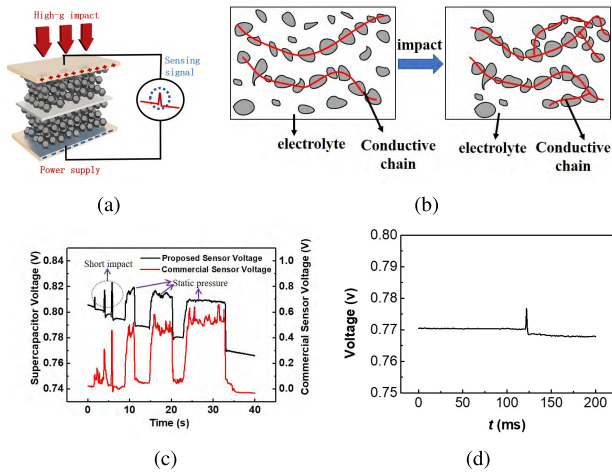 High-g impact
Sensing
signal
Power supply
(a)
impact
electrolyte
Conductive
chain
electrolyte
Conductive
chain
(b)
Supercapacitor Voltage (V)
0.84
0.82
0.80
0.78
0.76
0.74
Short impact
Proposed Sensor Voltage
Commercial Sensor Voltage
Static pressure
1.0
0.8
0.6
0.4
0.2
0.0
Commercial Sensor Voltage (V)
0 10 20 30 40
Time (s)
(c)
Voltage (v)
0.80
0.79
0.78
0.77
0.76
0.75
0 50 100 150 200
t (ms)
(d)